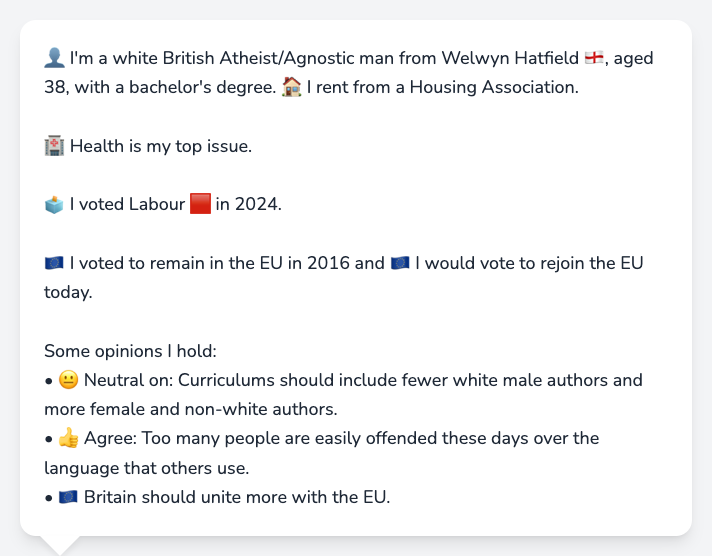 👤 I'm a white British Atheist/Agnostic man from Welwyn Hatfield 🏴󠁧󠁢󠁥󠁮󠁧󠁿, aged
38, with a bachelor's degree. 🏠 I rent from a Housing Association.
🏥 Health is my top issue.
🗳️ I voted Labour 🟥 in 2024.
🇪🇺 I voted to remain in the EU in 2016 and 🇪🇺 I would vote to rejoin the EU
today.
Some opinions I hold:
• 😐 Neutral on: Curriculums should include fewer white male authors and
more female and non-white authors.
• 👍 Agree: Too many people are easily offended these days over the
language that others use.
• 🇪🇺 Britain should unite more with the EU.